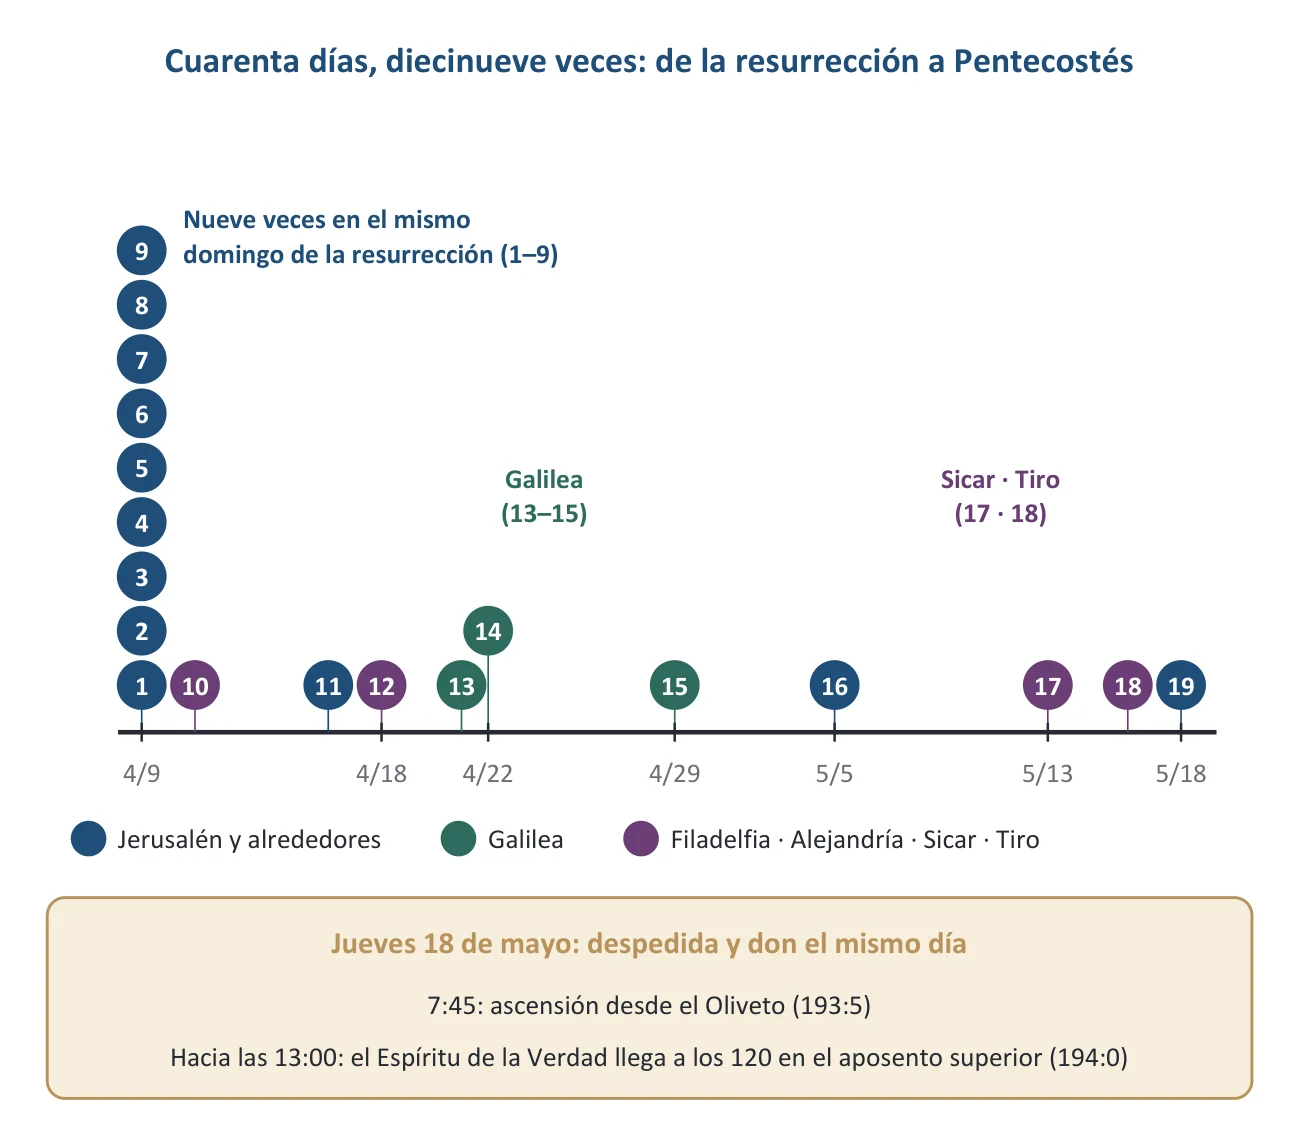 Cuarenta días, diecinueve veces: de la resurrección a Pentecostés
Nueve veces en el mismo
domingo de la resurrección (1–9)
9
8
7
6
5
4
3
2
1
Galilea
(13–15)
Sicar · Tiro
(17 · 18)
14
10
11
12
13
15
16
17
18
19
4/9
4/18
4/22
4/29
5/5
5/13
5/18
Jerusalén y alrededores
Galilea
Filadelfia · Alejandría · Sicar · Tiro
Jueves 18 de mayo: despedida y don el mismo día
7:45: ascensión desde el Oliveto (193:5)
Hacia las 13:00: el Espíritu de la Verdad llega a los 120 en el aposento superior (194:0)